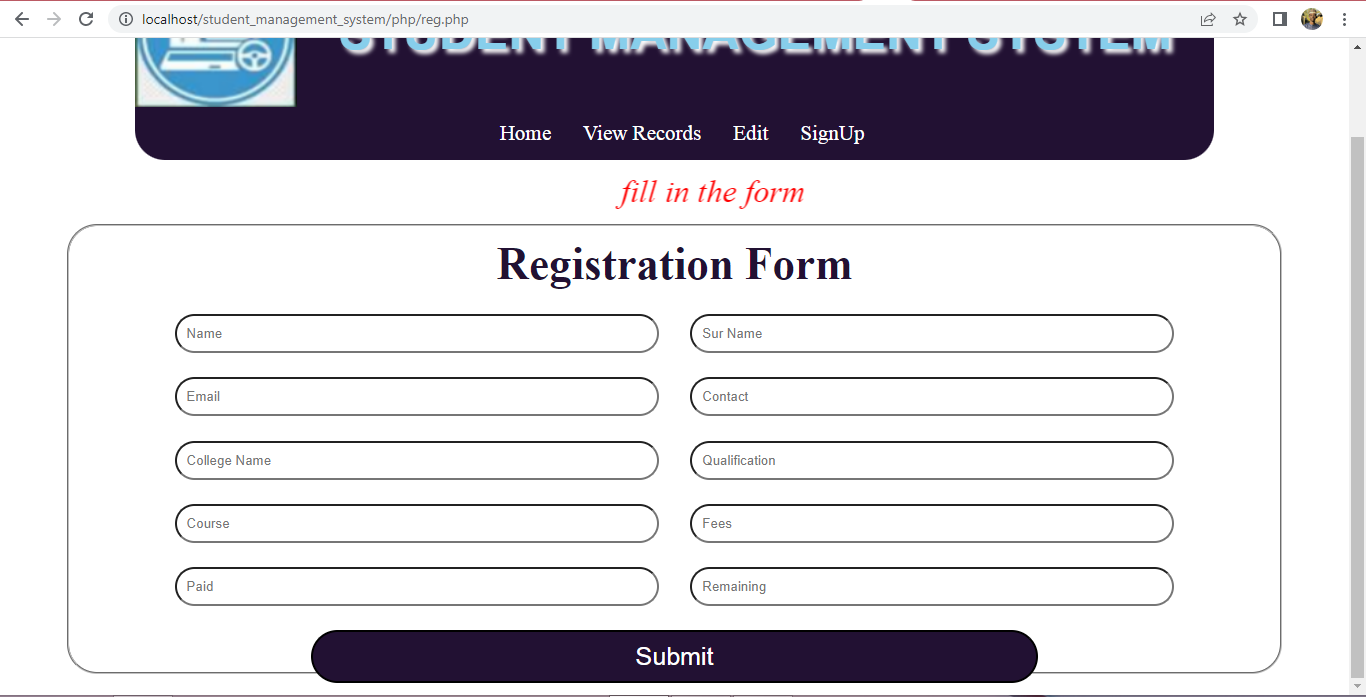 localhost/student_management_system/php/reg.php
STUDENT MANAGEMENT SYSTEM
Home View Records Edit SignUp
fill in the form
Registration Form
Name Sur Name
Email Contact
College Name Qualification
Course Fees
Paid Remaining
Submit